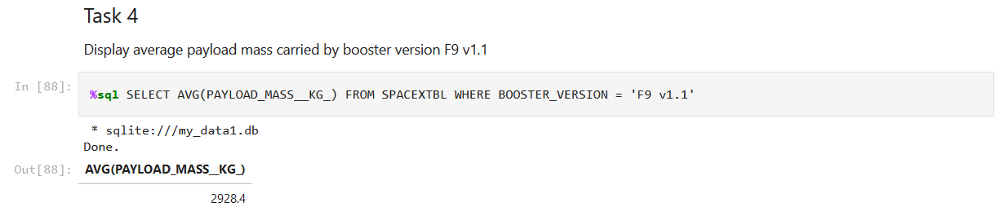 Task 4
Display average payload mass carried by booster version F9 v1.1
In [88]: %sql SELECT AVG(PAYLOAD_MASS__KG_) FROM SPACEXTBL WHERE BOOSTER_VERSION = 'F9 v1.1'
* sqlite:///my_data1.db
Done.
Out[88]: AVG(PAYLOAD_MASS__KG_)
2928.4